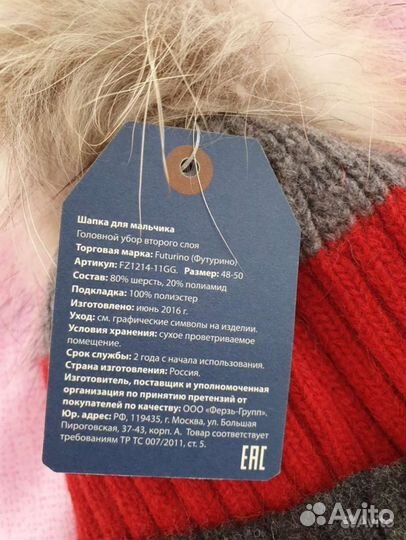 Шапка для мальчика
Головной убор второго слоя
Торговая марка: Futurino (Футурино)
Артикул: FZ1214-11GG. Размер: 48-50
Состав: 80% шерсть, 20% полиамид
Подкладка: 100% полиэстер
Изготовлено: июнь 2016 г.
Уход: см. графические символы на изделии.
Условия хранения: сухое проветриваемое
помещение.
Срок службы: 2 года с начала использования.
Страна изготовления: Россия.
Изготовитель, поставщик и уполномоченная
организация по принятию претензий от
покупателей по качеству: ООО «Ферзь-Групп».
Юр. адрес: РФ, 119435, г. Москва, ул. Большая
Пироговская, 37-43, корп. А. Товар соответствует
требованиям ТР ТС 007/2011, ст. 5.
EAC
Avito